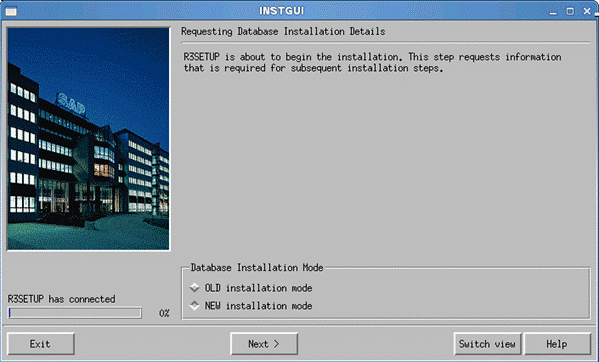 INSTGUI
Requesting Database Installation Details
R3SETUP is about to begin the installation. This step requests information
that is required for subsequent installation steps.
SAP
Database Installation Mode
OLD installation mode
NEW installation mode
R3SETUP has connected
0%
Exit
Next >
Switch view
Help